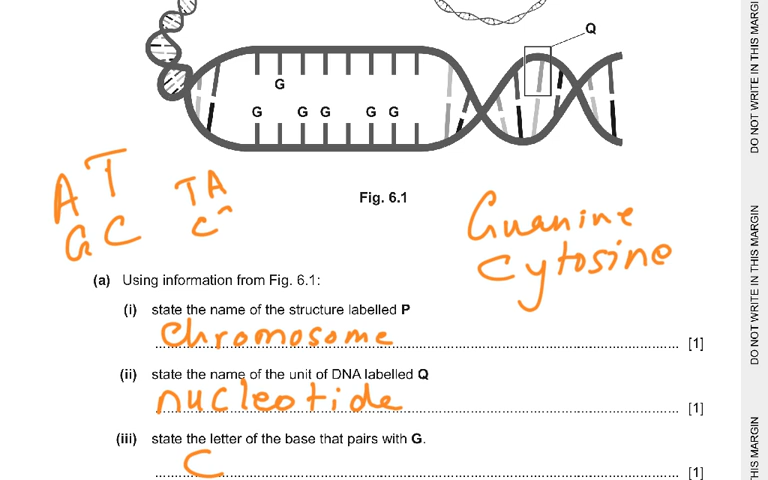 Q
G
G G G G G
Fig. 6.1
A T
G C
T A
C
Guanine
Cytosine
(a) Using information from Fig. 6.1:
(i) state the name of the structure labelled P
chromosome
[1]
(ii) state the name of the unit of DNA labelled Q
nucleotide
[1]
(iii) state the letter of the base that pairs with G.
C
[1]
DO NOT WRITE IN THIS MARGIN
DO NOT WRITE IN THIS MARGIN
THIS MARGIN